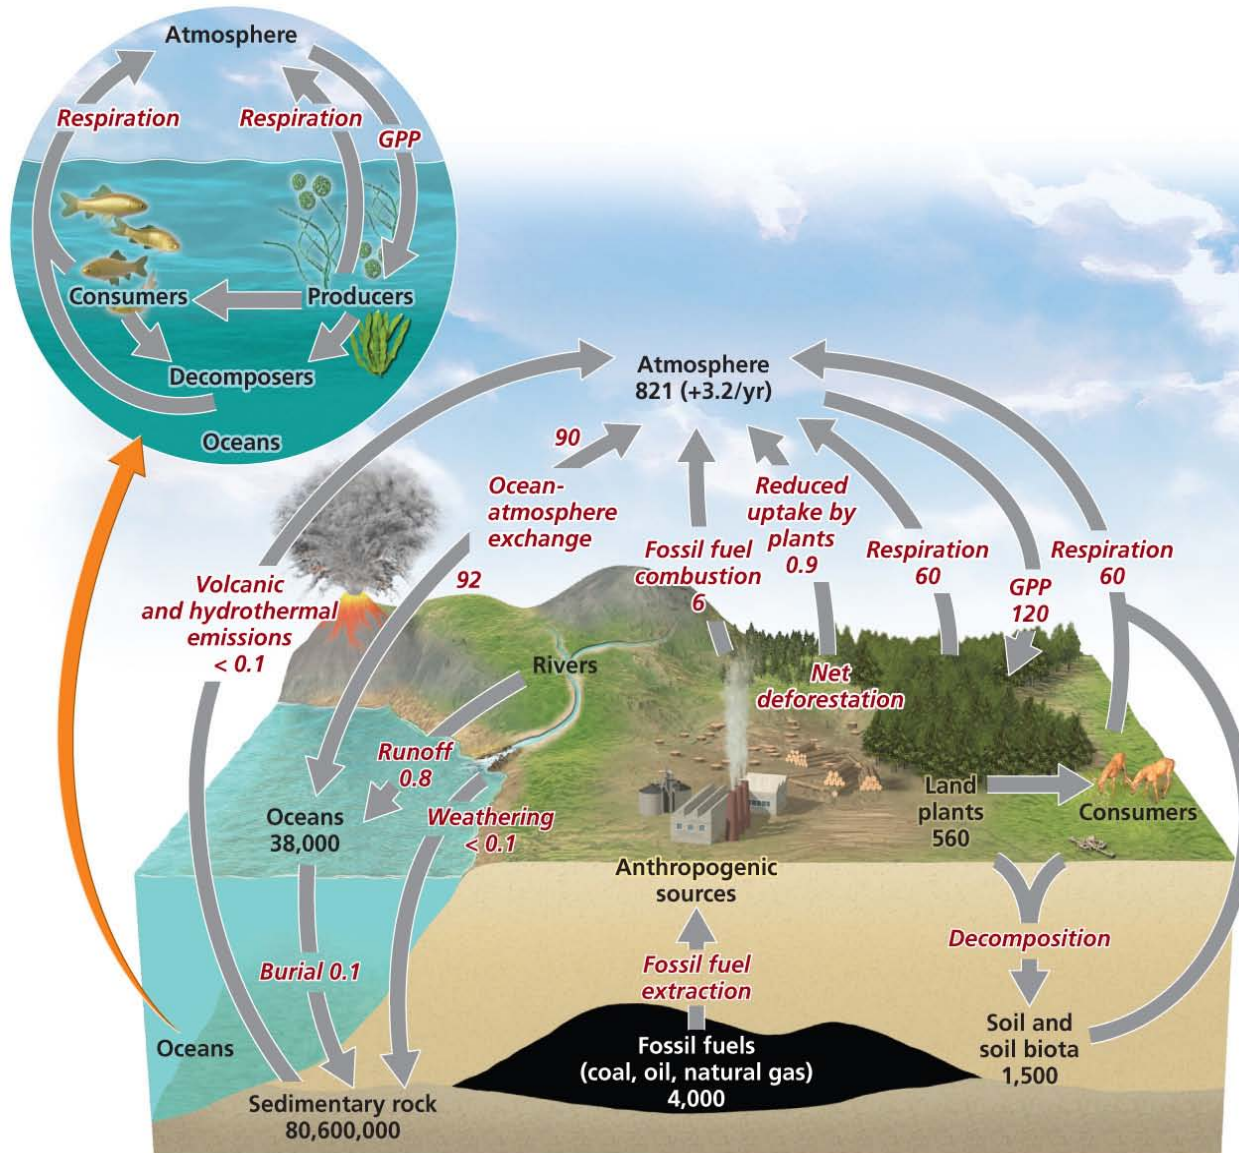 Atmosphere
Respiration
Respiration
GPP
Consumers
Producers
Decomposers
Oceans
Atmosphere
821 (+3.2/yr)
90
Ocean-
atmosphere
exchange
92
Fossil fuel
combustion
6
Reduced
uptake by
plants
0.9
Respiration
60
GPP
120
Respiration
60
Volcanic
and hydrothermal
emissions
< 0.1
Rivers
Net
deforestation
Runoff
0.8
Oceans
38,000
Weathering
< 0.1
Land
plants
560
Consumers
Anthropogenic
sources
Decomposition
Burial 0.1
Fossil fuel
extraction
Oceans
Fossil fuels
(coal, oil, natural gas)
4,000
Soil and
soil biota
1,500
Sedimentary rock
80,600,000